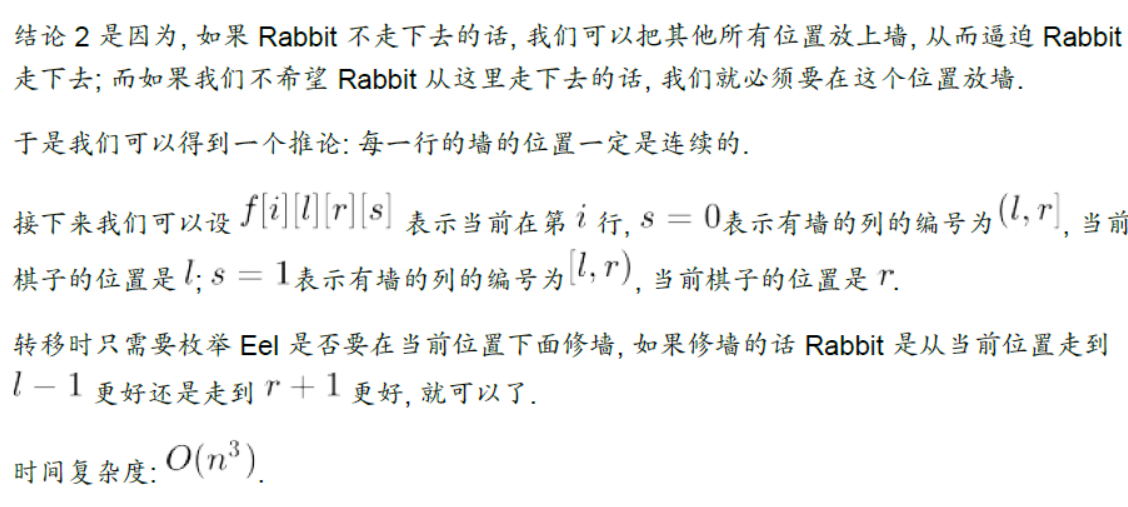 结论 2 是因为, 如果 Rabbit 不走下去的话, 我们可以把其他所有位置放上墙, 从而逼迫 Rabbit
走下去; 而如果我们不希望 Rabbit 从这里走下去的话, 我们就必须要在这个位置放墙.
于是我们可以得到一个推论: 每一行的墙的位置一定是连续的.
接下来我们可以设 f[i][l][r][s] 表示当前在第 i 行, s = 0表示有墙的列的编号为(l, r], 当前
棋子的位置是 l; s = 1表示有墙的列的编号为[l, r), 当前棋子的位置是 r.
转移时只需要枚举 Eel 是否要在当前位置下面修墙, 如果修墙的话 Rabbit 是从当前位置走到
l − 1 更好还是走到 r + 1 更好, 就可以了.
时间复杂度: O(n³).